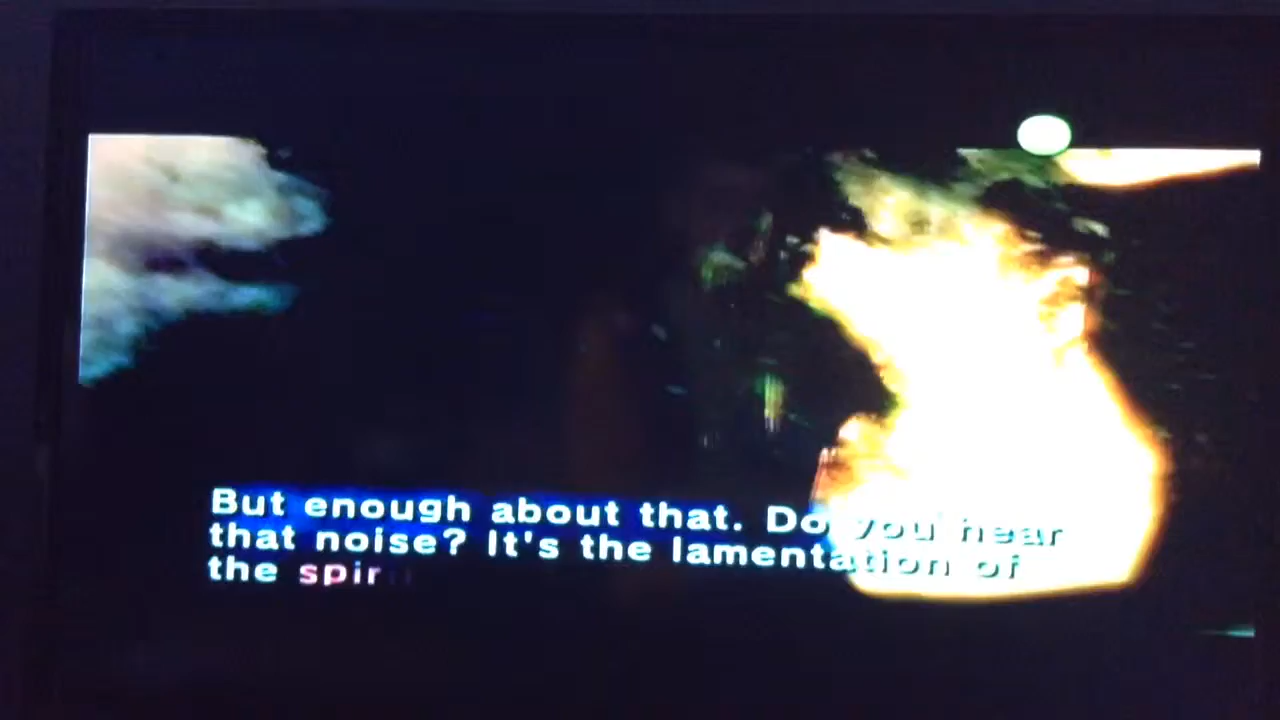 But enough about that. Do you hear
that noise? It's the lamentation of
the spir